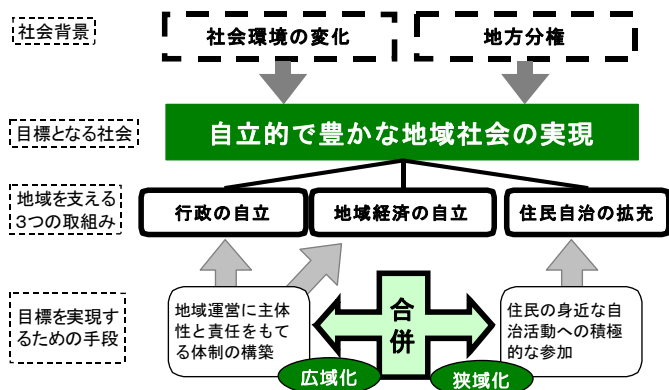 社会背景
社会環境の変化
地方分権
目標となる社会
自立的で豊かな地域社会の実現
地域を支える
3つの取組み
行政の自立
地域経済の自立
住民自治の拡充
目標を実現す
るための手段
地域運営に主体
性と責任をもて
る体制の構築
合
併
住民の身近な自
治活動への積極
的な参加
広域化
狭域化